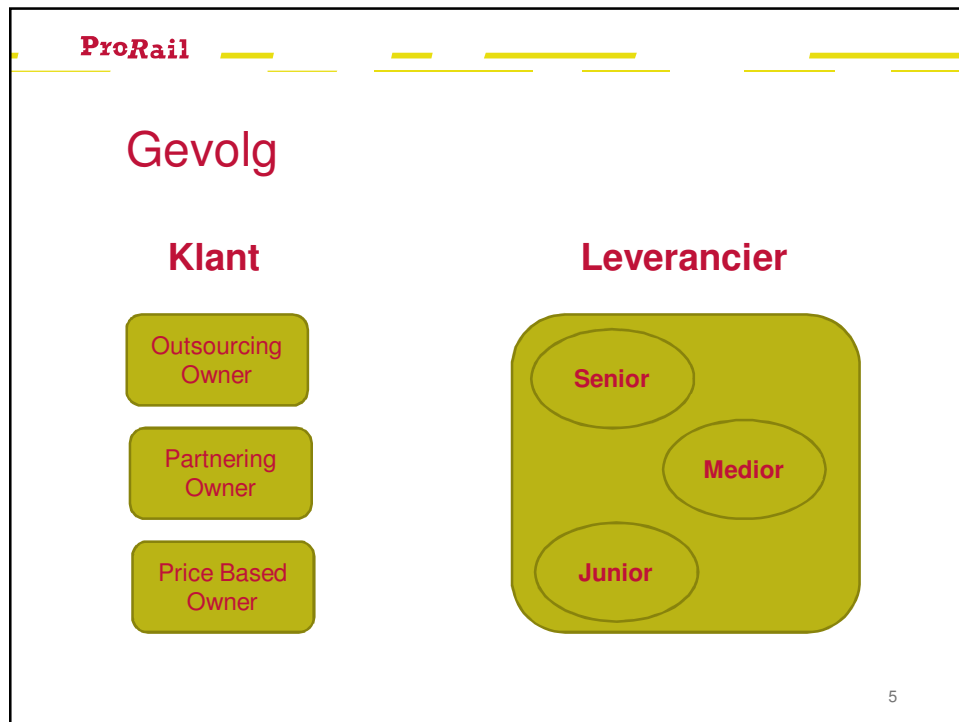 ProRail
Gevolg
Klant
Leverancier
Outsourcing
Owner
Partnering
Owner
Price Based
Owner
Senior
Medior
Junior
5